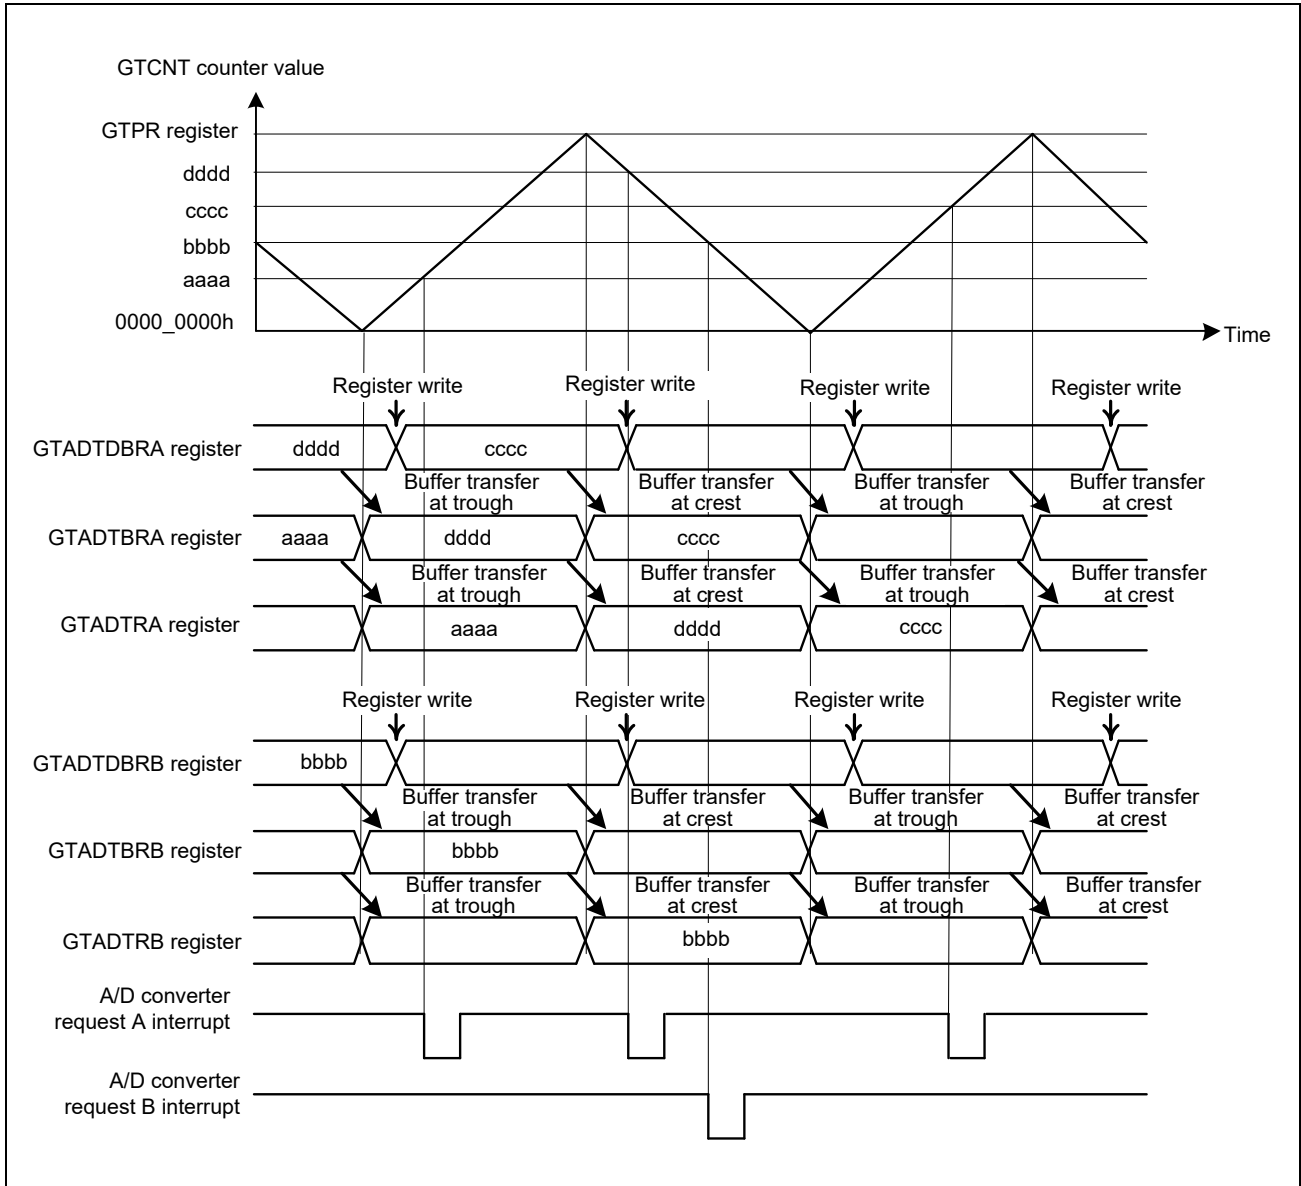 GTCNT counter value
GTPR register
dddd
cccc
bbbb
aaaa
0000_0000h
Time
Register write Register write Register write Register write
GTADTDBRA register dddd cccc
Buffer transfer Buffer transfer Buffer transfer Buffer transfer
at trough at crest at trough at crest
GTADTBRA register aaaa dddd cccc
Buffer transfer Buffer transfer Buffer transfer Buffer transfer
at trough at crest at trough at crest
GTADTRA register aaaa dddd cccc
Register write Register write Register write Register write
GTADTDBRB register bbbb
Buffer transfer Buffer transfer Buffer transfer Buffer transfer
at trough at crest at trough at crest
GTADTBRB register bbbb
Buffer transfer Buffer transfer Buffer transfer Buffer transfer
at trough at crest at trough at crest
GTADTRB register bbbb
A/D converter
request A interrupt
A/D converter
request B interrupt